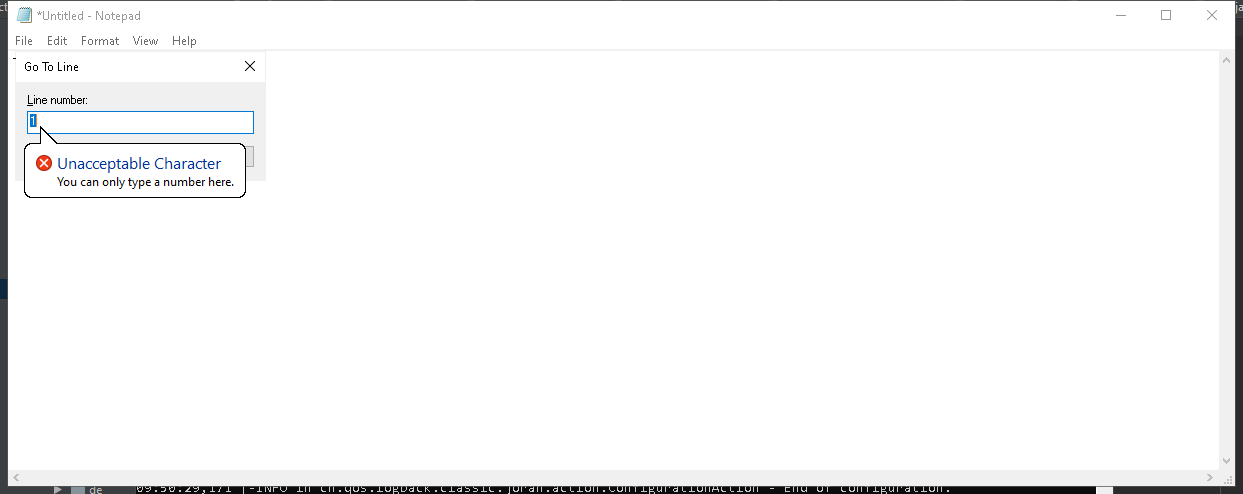 *Untitled - Notepad
File Edit Format View Help
Go To Line
Line number:
1
Unacceptable Character
You can only type a number here.
de 09:50:29,171 |-INFO in ch.qos.logback.classic.joran.action.ConfigurationAction - End of configuration.